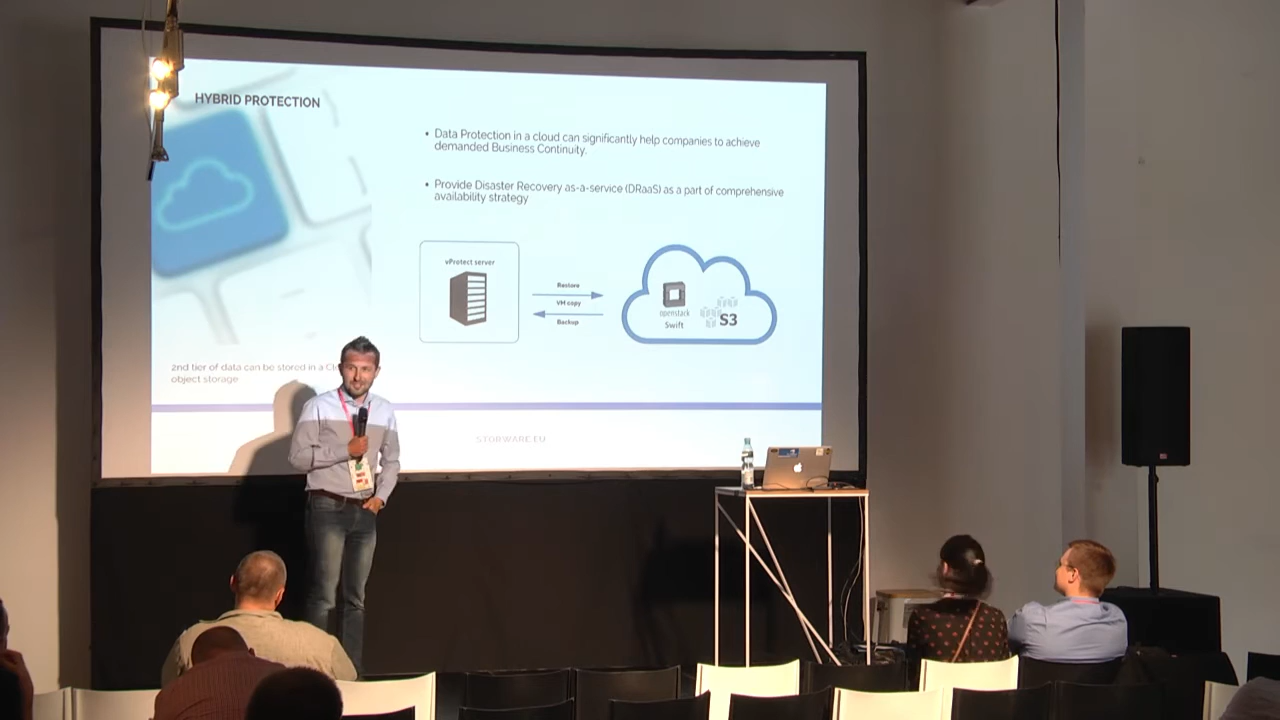 HYBRID PROTECTION
• Data Protection in a cloud can significantly help companies to achieve
demanded Business Continuity.
• Provide Disaster Recovery as-a-service (DRaaS) as a part of comprehensive
availability strategy
vProtect server
Restore
VM copy
Backup
openstack
Swift
S3
2nd tier of data can be stored in a
object storage
STORWARE.EU